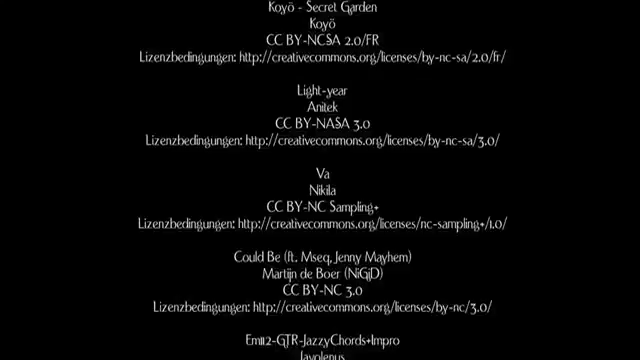 Koyö - Secret Garden
Koyö
CC BY-NCSA 2.0/FR
Lizenzbedingungen: http://creativecommons.org/licenses/by-nc-sa/2.0/fr/
Light-year
Anitek
CC BY-NASA 3.0
Lizenzbedingungen: http://creativecommons.org/licenses/by-nc-sa/3.0/
Va
Nikila
CC BY-NC Sampling+
Lizenzbedingungen: http://creativecommons.org/licenses/nc-sampling+/1.0/
Could Be (ft. Mseq, Jenny Mayhem)
Martijn de Boer (NiGiD)
CC BY-NC 3.0
Lizenzbedingungen: http://creativecommons.org/licenses/by-nc/3.0/
Em112-GTR-JazzyChords+Impro
Javolenus